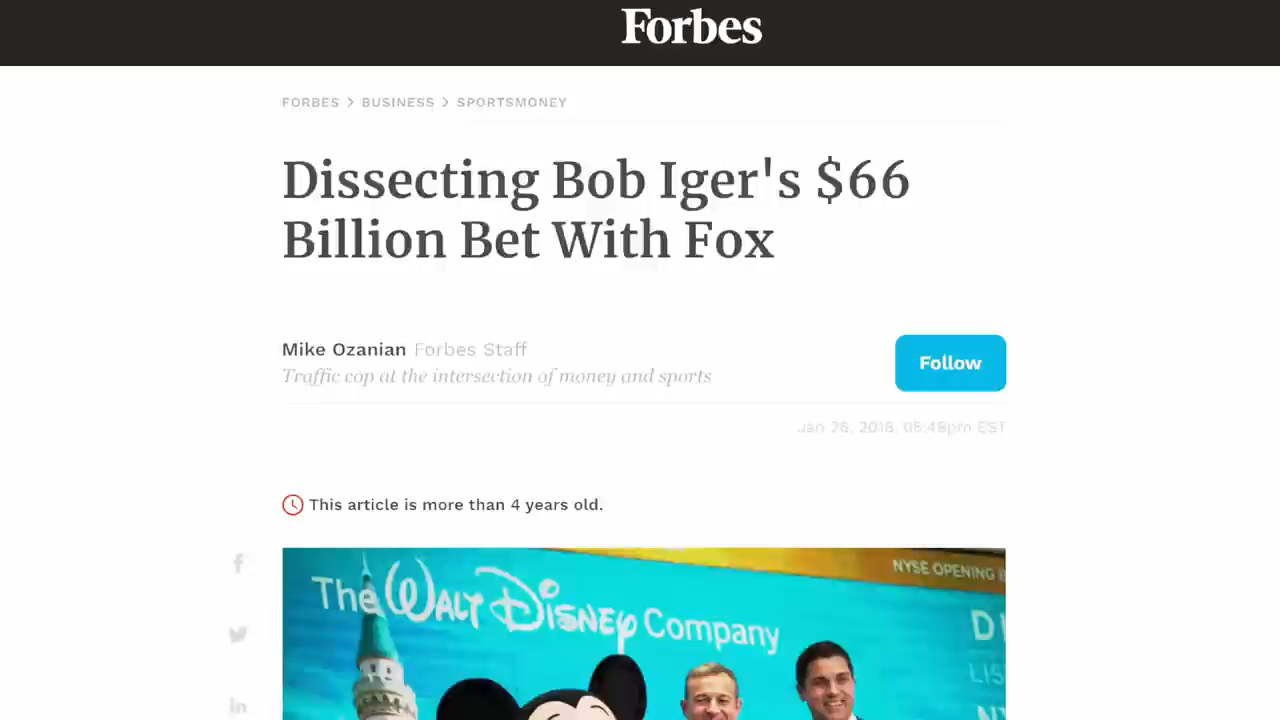 Forbes
FORBES > BUSINESS > SPORTSMONEY
Dissecting Bob Iger's $66
Billion Bet With Fox
Mike Ozanian Forbes Staff
Traffic cop at the intersection of money and sports
Follow
Jan 26, 2018, 05:48pm EST
This article is more than 4 years old.
NYSE OPENING
The WALT DISNEY Company